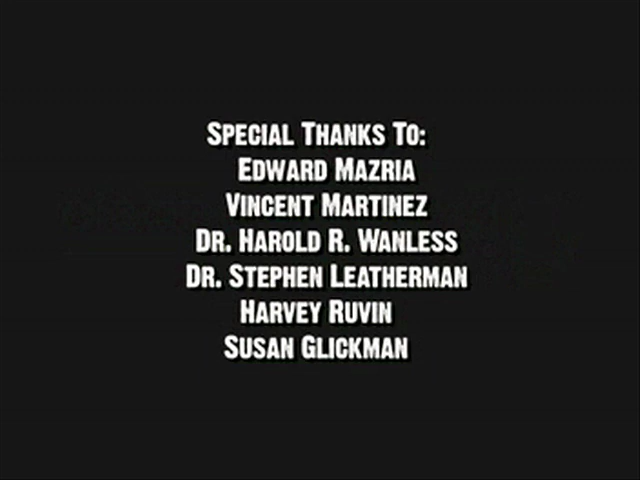 Special Thanks To:
Edward Mazria
Vincent Martinez
Dr. Harold R. Wanless
Dr. Stephen Leatherman
Harvey Ruvin
Susan Glickman